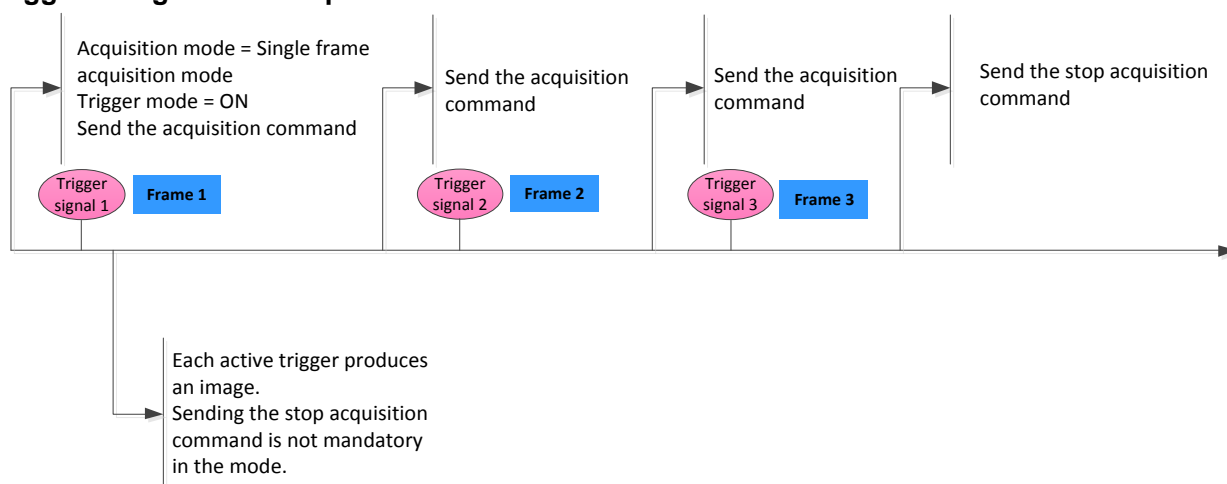 Acquisition mode = Single frame
acquisition mode
Trigger mode = ON
Send the acquisition command
Send the acquisition
command
Send the acquisition
command
Send the stop acquisition
command
Trigger
signal 1
Frame 1
Trigger
signal 2
Frame 2
Trigger
signal 3
Frame 3
Each active trigger produces
an image.
Sending the stop acquisition
command is not mandatory
in the mode.